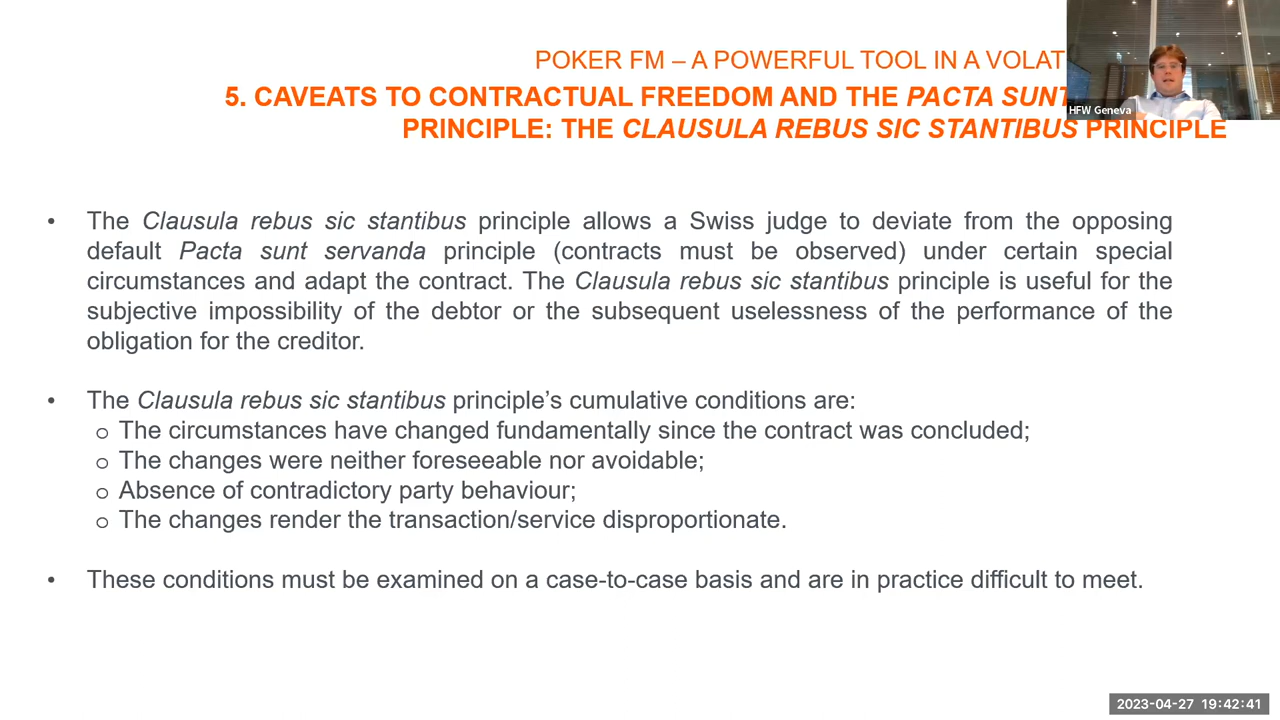 POKER FM – A POWERFUL TOOL IN A VOLAT
5. CAVEATS TO CONTRACTUAL FREEDOM AND THE PACTA SUNT
PRINCIPLE: THE CLAUSULA REBUS SIC STANTIBUS PRINCIPLE
HFW Geneva
• The Clausula rebus sic stantibus principle allows a Swiss judge to deviate from the opposing
default Pacta sunt servanda principle (contracts must be observed) under certain special
circumstances and adapt the contract. The Clausula rebus sic stantibus principle is useful for the
subjective impossibility of the debtor or the subsequent uselessness of the performance of the
obligation for the creditor.
• The Clausula rebus sic stantibus principle’s cumulative conditions are:
o The circumstances have changed fundamentally since the contract was concluded;
o The changes were neither foreseeable nor avoidable;
o Absence of contradictory party behaviour;
o The changes render the transaction/service disproportionate.
• These conditions must be examined on a case-to-case basis and are in practice difficult to meet.
2023-04-27 19:42:41